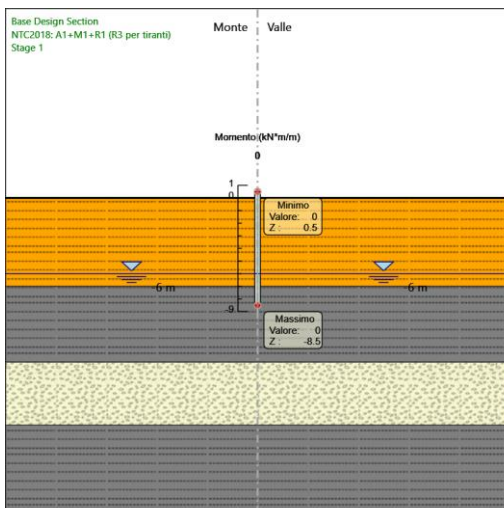 Base Design Section
NTC2018: A1+M1+R1 (R3 per tiranti)
Stage 1
Monte
Valle
Momento (kN*m/m)
0
1
0
Minimo
Valore: 0
Z : 0.5
-6 m
-6 m
-9
Massimo
Valore: 0
Z : -8.5